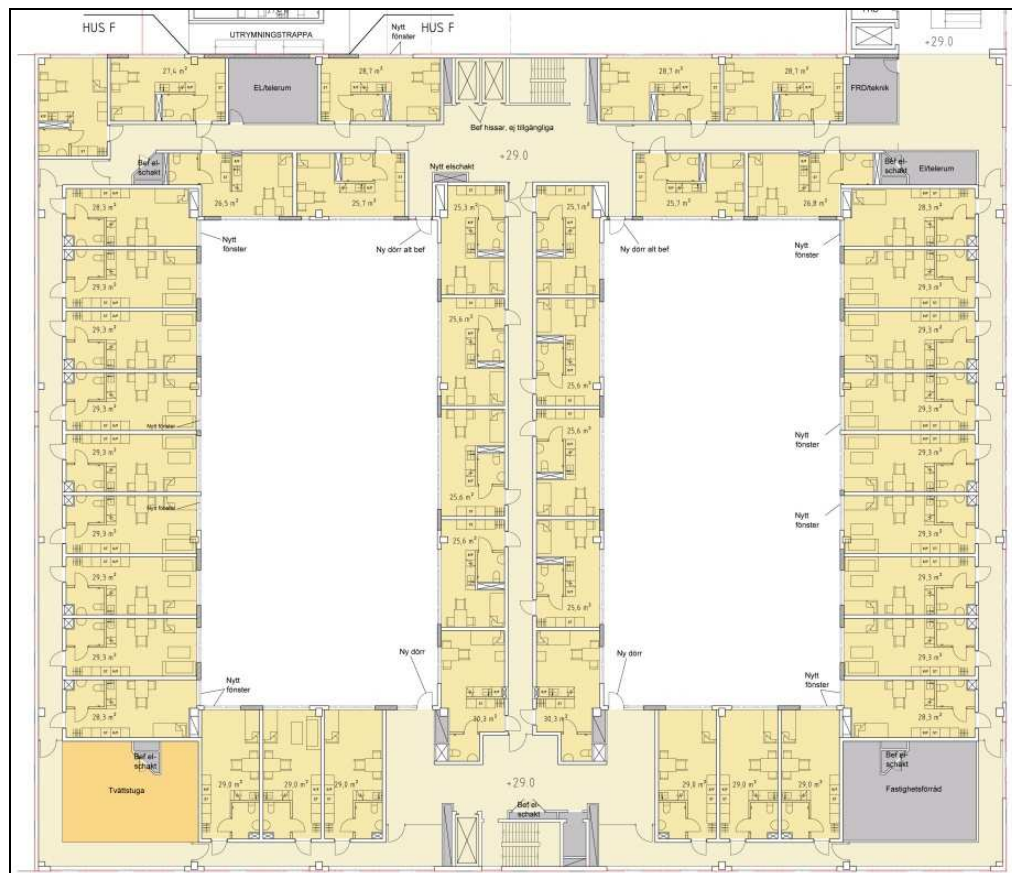 HUS F
UTRYMNINGSTRAPPA
Nytt
fönster
HUS F
+29.0
27,4 m²
EL/telerum
28,7 m²
28,7 m²
28,7 m²
FRD/teknik
Bef hissar, ej tillgängliga
+29.0
Bef el-
schakt
26,5 m²
25,7 m²
Nytt elschakt
25,7 m²
26,8 m²
Bef el-
schakt
El/telerum
28,3 m²
Nytt
fönster
Ny dörr alt bef
25,3 m²
25,1 m²
Ny dörr alt bef
Nytt
fönster
28,3 m²
29,3 m²
29,3 m²
29,3 m²
25,6 m²
29,3 m²
29,3 m²
25,6 m²
29,3 m²
Nytt fönster
25,6 m²
Nytt
fönster
29,3 m²
29,3 m²
29,3 m²
25,6 m²
29,3 m²
Nytt fönster
Nytt
fönster
29,3 m²
25,6 m²
29,3 m²
29,3 m²
25,6 m²
29,3 m²
Ny dörr
Ny dörr
28,3 m²
Nytt
fönster
30,3 m²
30,3 m²
Nytt
fönster
28,3 m²
Bef el-
schakt
Tvättstuga
29,0 m²
29,0 m²
29,0 m²
+29.0
Bef el-
schakt
29,0 m²
29,0 m²
29,0 m²
Bef el-
schakt
Fastighetsförråd